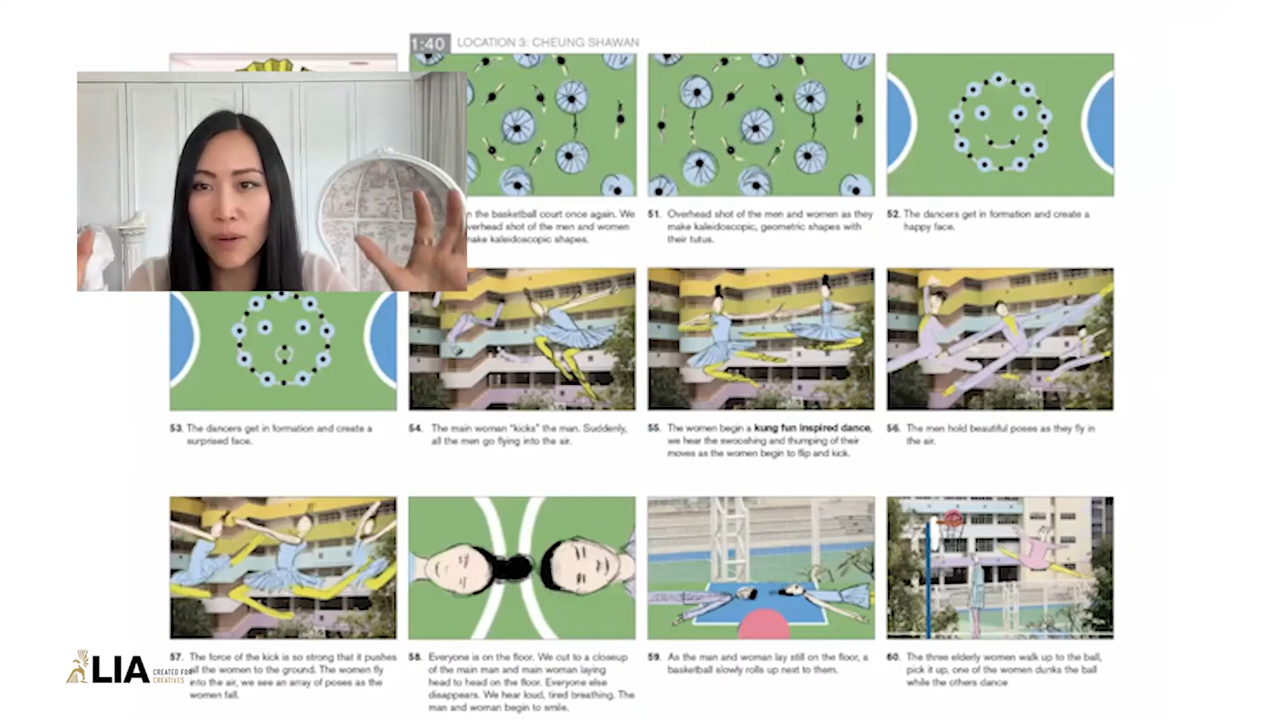 1:40 LOCATION 3: CHEUNG SHAWAN
n the basketball court once again. We
verhead shot of the men and women
make kaleidoscopic shapes.
51. Overhead shot of the men and women as they
make kaleidoscopic, geometric shapes with
their tutus.
52. The dancers get in formation and create a
happy face.
53. The dancers get in formation and create a
surprised face.
54. The main woman "kicks" the man. Suddenly,
all the men go flying into the air.
55. The women begin a kung fun inspired dance,
we hear the swooshing and thumping of their
moves as the women begin to flip and kick.
56. The men hold beautiful poses as they fly in
the air.
57. The force of the kick is so strong that it pushes
all the women to the ground. The women fly
into the air, we see an array of poses as the
women fall.
58. Everyone is on the floor. We cut to a closeup
of the main man and main woman laying
head to head on the floor. Everyone else
disappears. We hear loud, tired breathing. The
man and woman begin to smile.
59. As the man and woman lay still on the floor, a
basketball slowly rolls up next to them.
60. The three elderly women walk up to the ball,
pick it up, one of the women dunks the ball
while the others dance
LIA CREATED FOR
CREATIVES